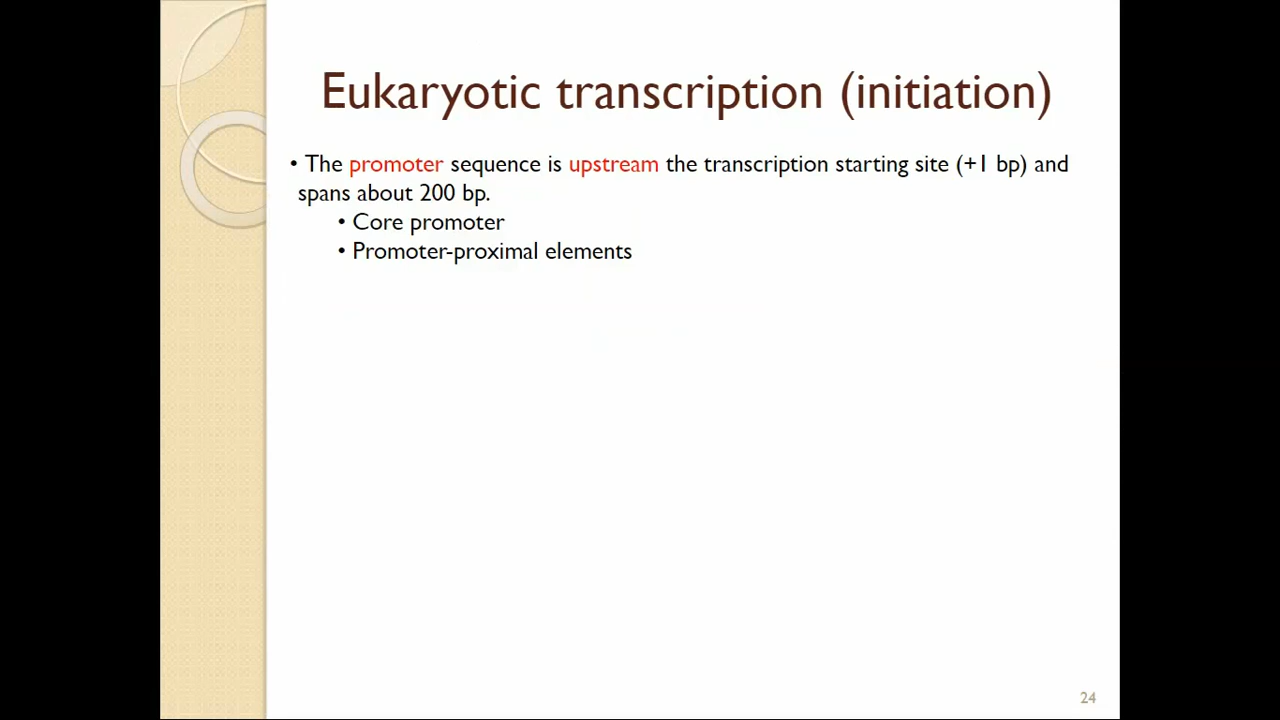 Eukaryotic transcription (initiation)
• The promoter sequence is upstream the transcription starting site (+1 bp) and
spans about 200 bp.
• Core promoter
• Promoter-proximal elements
24